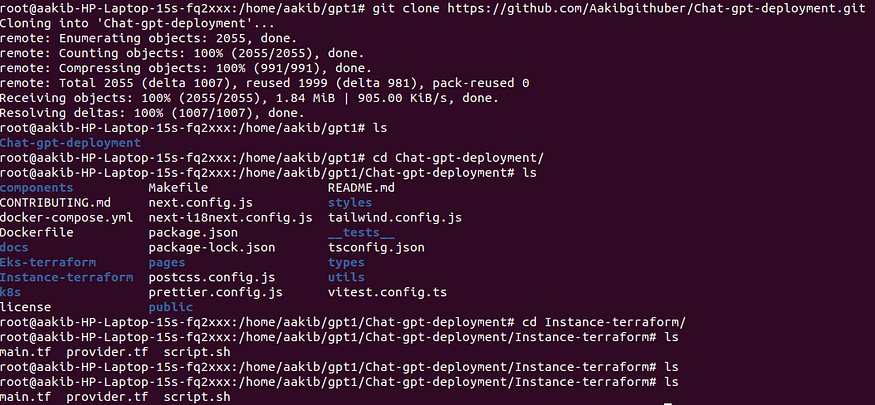 root@aakib-HP-Laptop-15s-fq2xxx:/home/aakib/gpt1# git clone https://github.com/Aakibgithuber/Chat-gpt-deployment.git
Cloning into 'Chat-gpt-deployment'...
remote: Enumerating objects: 2055, done.
remote: Counting objects: 100% (2055/2055), done.
remote: Compressing objects: 100% (991/991), done.
remote: Total 2055 (delta 1007), reused 1999 (delta 981), pack-reused 0
Receiving objects: 100% (2055/2055), 1.84 MiB | 905.00 KiB/s, done.
Resolving deltas: 100% (1007/1007), done.
root@aakib-HP-Laptop-15s-fq2xxx:/home/aakib/gpt1# ls
Chat-gpt-deployment
root@aakib-HP-Laptop-15s-fq2xxx:/home/aakib/gpt1# cd Chat-gpt-deployment/
root@aakib-HP-Laptop-15s-fq2xxx:/home/aakib/gpt1/Chat-gpt-deployment# ls
components          Makefile                README.md
CONTRIBUTING.md     next.config.js          styles
docker-compose.yml  next-i18next.config.js  tailwind.config.js
Dockerfile          package.json            __tests__
docs                package-lock.json       tsconfig.json
Eks-terraform       pages                   types
Instance-terraform  postcss.config.js       utils
k8s                 prettier.config.js      vitest.config.ts
license             public
root@aakib-HP-Laptop-15s-fq2xxx:/home/aakib/gpt1/Chat-gpt-deployment# cd Instance-terraform/
root@aakib-HP-Laptop-15s-fq2xxx:/home/aakib/gpt1/Chat-gpt-deployment/Instance-terraform# ls
main.tf  provider.tf  script.sh
root@aakib-HP-Laptop-15s-fq2xxx:/home/aakib/gpt1/Chat-gpt-deployment/Instance-terraform# ls
root@aakib-HP-Laptop-15s-fq2xxx:/home/aakib/gpt1/Chat-gpt-deployment/Instance-terraform# ls
main.tf  provider.tf  script.sh